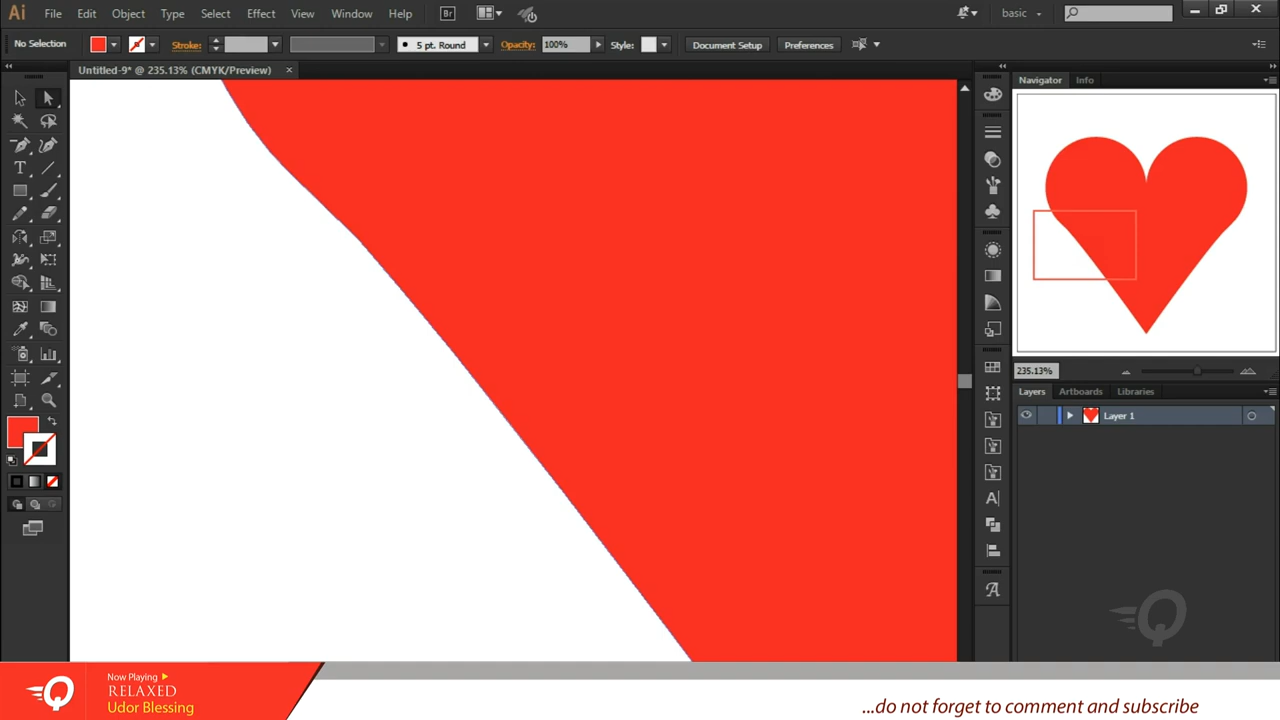 Ai File Edit Object Type Select Effect View Window Help Br basic
No Selection Stroke: 5 pt. Round Opacity: 100% Style: Document Setup Preferences
Untitled-9* @ 235.13% (CMYK/Preview)
Navigator Info
235.13%
Layers Artboards Libraries
Layer 1
Now Playing
RELAXED
Udor Blessing
...do not forget to comment and subscribe